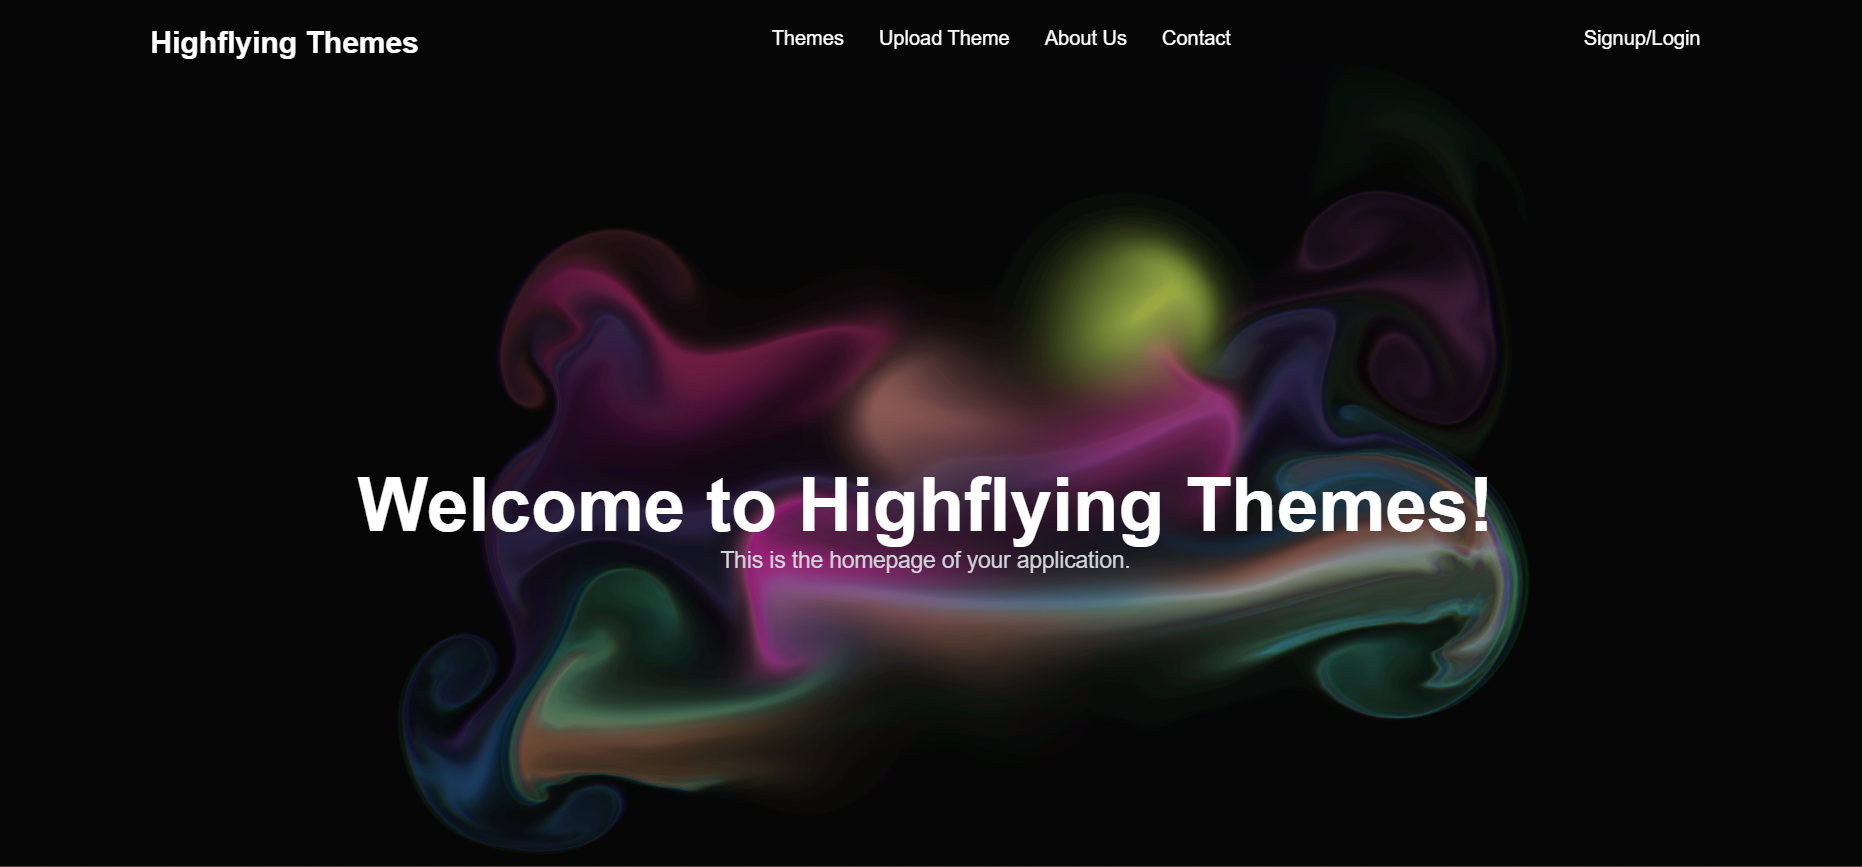 Highflying Themes
Themes Upload Theme About Us Contact
Signup/Login
Welcome to Highflying Themes!
This is the homepage of your application.